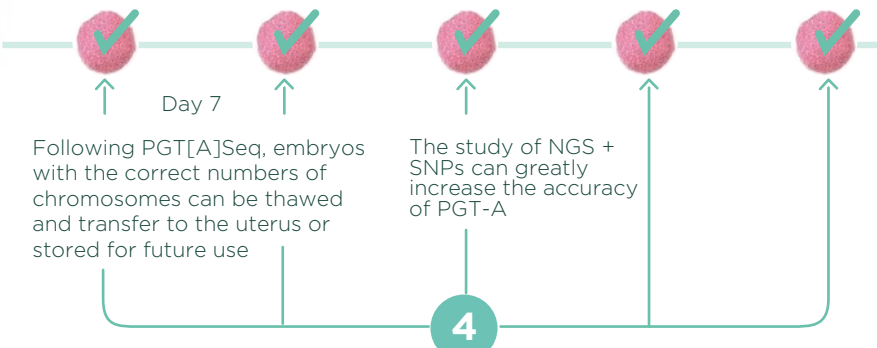 Day 7
Following PGT[A]Seq, embryos
with the correct numbers of
chromosomes can be thawed
and transfer to the uterus or
stored for future use
The study of NGS +
SNPs can greatly
increase the accuracy
of PGT-A
4